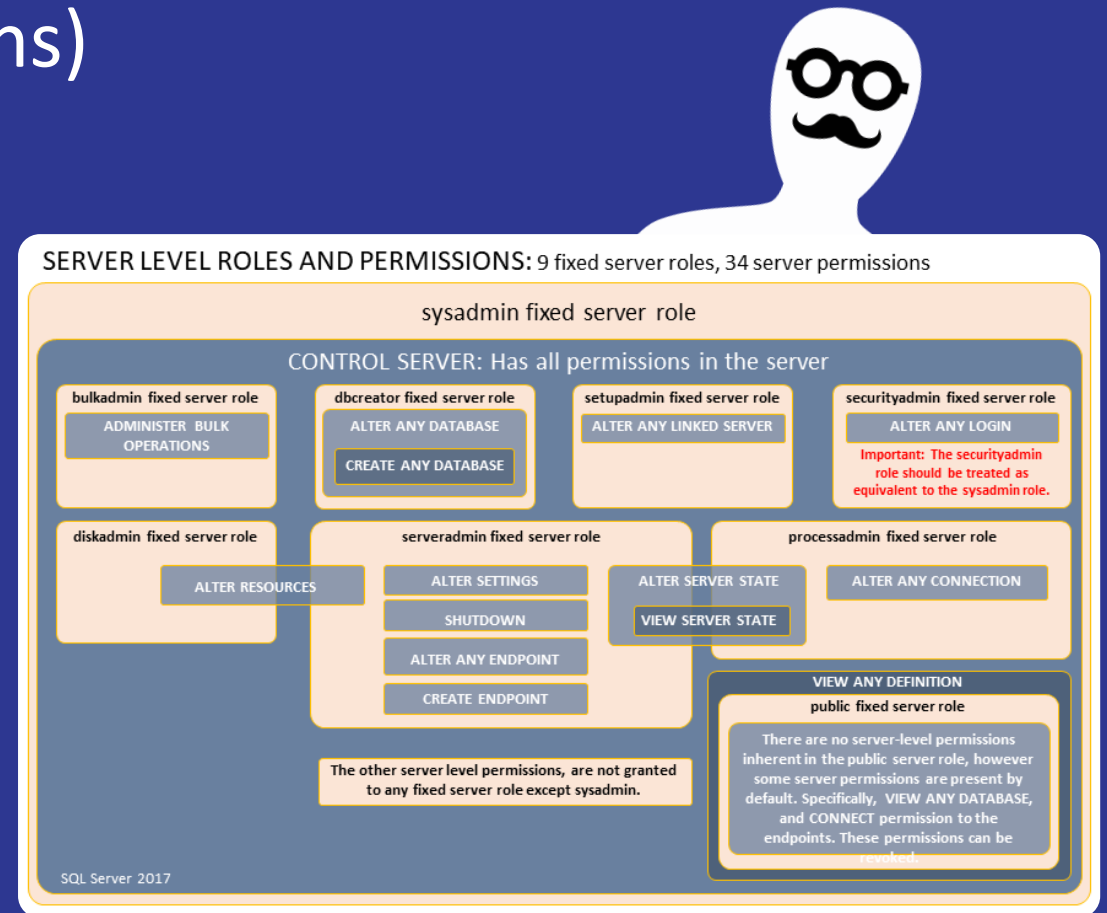 ns)
SERVER LEVEL ROLES AND PERMISSIONS: 9 fixed server roles, 34 server permissions
sysadmin fixed server role
CONTROL SERVER: Has all permissions in the server
bulkadmin fixed server role
ADMINISTER BULK
OPERATIONS
dbcreator fixed server role
ALTER ANY DATABASE
CREATE ANY DATABASE
setupadmin fixed server role
ALTER ANY LINKED SERVER
securityadmin fixed server role
ALTER ANY LOGIN
Important: The securityadmin
role should be treated as
equivalent to the sysadmin role.
diskadmin fixed server role
ALTER RESOURCES
serveradmin fixed server role
ALTER SETTINGS
SHUTDOWN
ALTER ANY ENDPOINT
CREATE ENDPOINT
processadmin fixed server role
ALTER SERVER STATE
VIEW SERVER STATE
ALTER ANY CONNECTION
The other server level permissions, are not granted
to any fixed server role except sysadmin.
VIEW ANY DEFINITION
public fixed server role
There are no server-level permissions
inherent in the public server role, however
some server permissions are present by
default. Specifically, VIEW ANY DATABASE,
and CONNECT permission to the
endpoints. These permissions can be
revoked.
SQL Server 2017